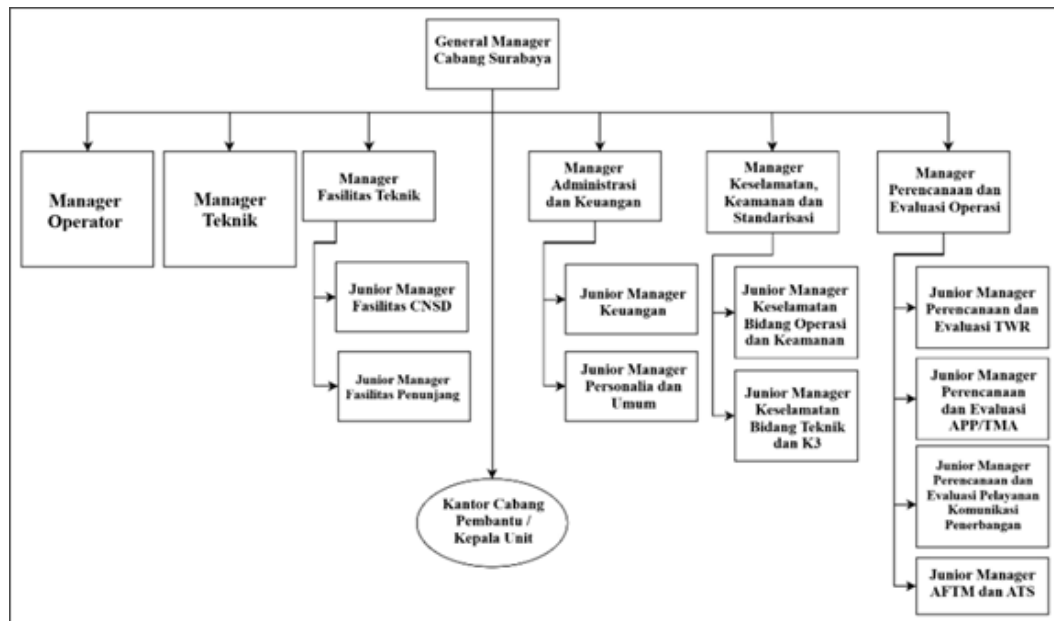 General Manager
Cabang Surabaya
Manager
Operator
Manager
Teknik
Manager
Fasilitas Teknik
Manager
Administrasi
dan Keuangan
Manager
Keselamatan,
Keamanan dan
Standarisasi
Manager
Perencanaan dan
Evaluasi Operasi
Junior Manager
Fasilitas CNSD
Junior Manager
Fasilitas Penunjang
Junior Manager
Keuangan
Junior Manager
Personalia dan
Umum
Junior Manager
Keselamatan
Bidang Operasi
dan Keamanan
Junior Manager
Keselamatan
Bidang Teknik
dan K3
Junior Manager
Perencanaan dan
Evaluasi TWR
Junior Manager
Perencanaan
dan Evaluasi
APP/TMA
Junior Manager
Perencanaan dan
Evaluasi Pelayanan
Komunikasi
Penerbangan
Junior Manager
AFTM dan ATS
Kantor Cabang
Pembantu /
Kepala Unit